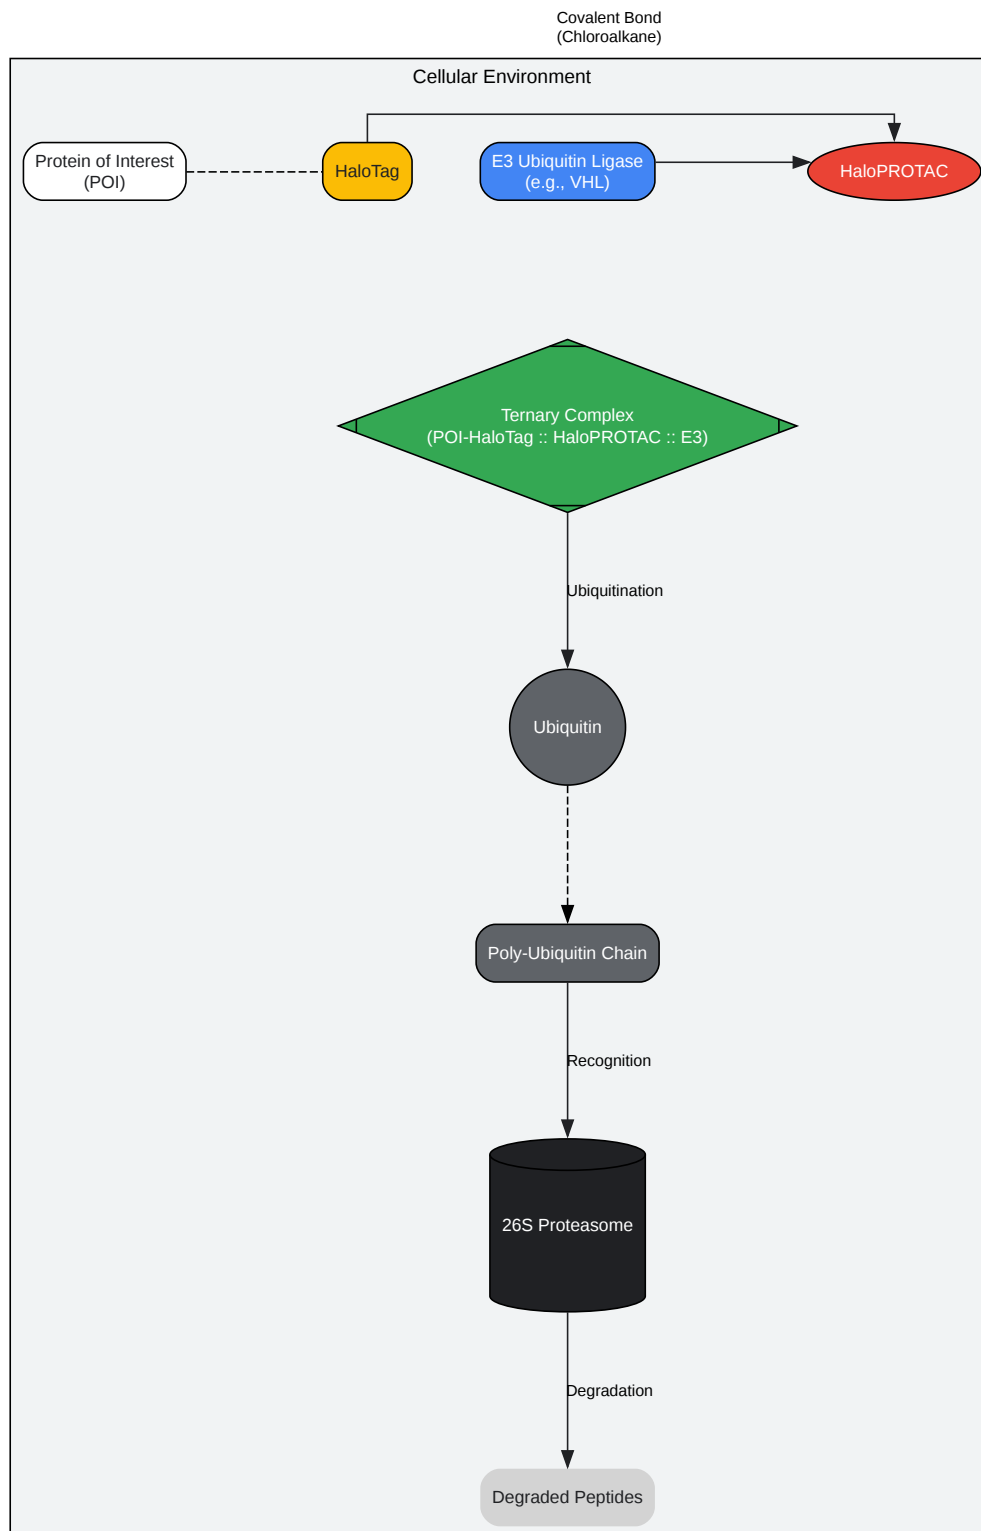 Covalent Bond
(Chloroalkane)
Cellular Environment
Protein of Interest
(POI)
HaloTag
E3 Ubiquitin Ligase
(e.g., VHL)
HaloPROTAC
Ternary Complex
(POI-HaloTag :: HaloPROTAC :: E3)
Ubiquitination
Ubiquitin
Poly-Ubiquitin Chain
Recognition
26S Proteasome
Degradation
Degraded Peptides